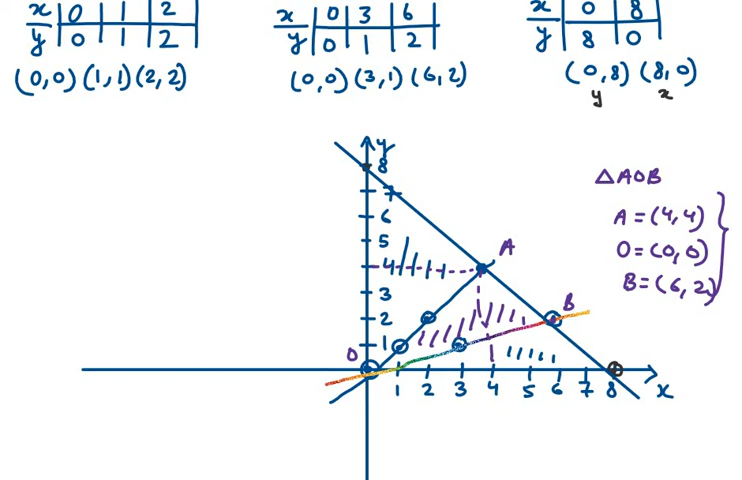 x 0 1 2
y 0 1 2
(0,0) (1,1) (2,2)
x 0 3 6
y 0 1 2
(0,0) (3,1) (6,2)
x 0 8
y 8 0
(0,8) (8,0)
y x
y
8
7
6
5
4
3
2
1
O
1 2 3 4 5 6 7 8 x
A
B
△AOB
A = (4,4)
O = (0,0)
B = (6,2)